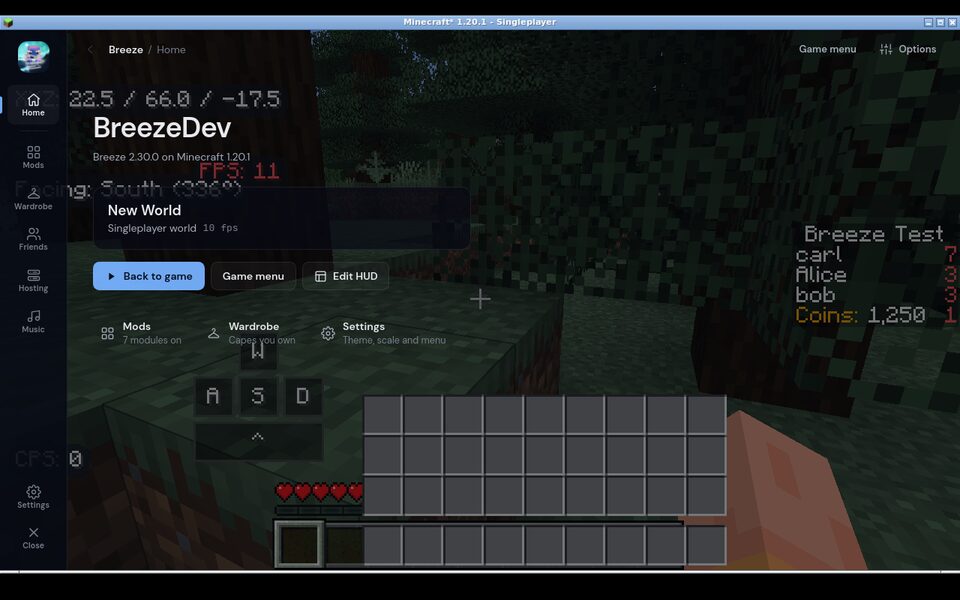 Minecraft* 1.20.1 - Singleplayer
Breeze / Home
Game menu
Options
Home
22.5 / 66.0 / -17.5
BreezeDev
Breeze 2.30.0 on Minecraft 1.20.1
FPS: 11
Mods
Facing: South (336°)
Wardrobe
New World
Singleplayer world 10 fps
Friends
Breeze Test
carl 7
Alice 3
bob 3
Coins: 1,250 1
Back to game
Game menu
Edit HUD
Hosting
Music
Mods
7 modules on
Wardrobe
Capes you own
Settings
Theme, scale and menu
W
A
S
D
^
CPS: 0
Settings
Close